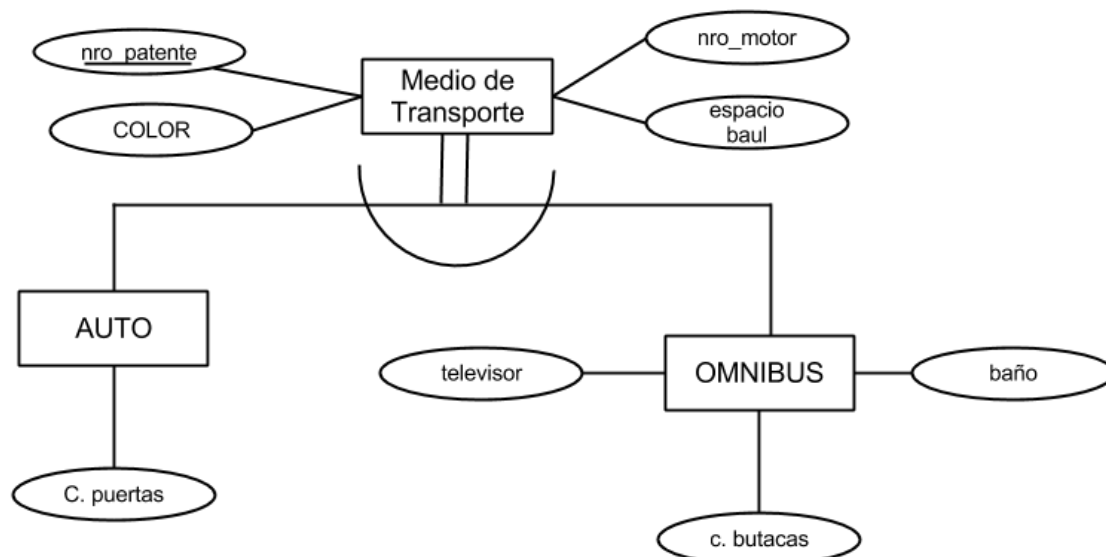 nro_patente
nro_motor
Medio de
Transporte
COLOR
espacio
baul
AUTO
OMNIBUS
televisor
baño
C. puertas
c. butacas